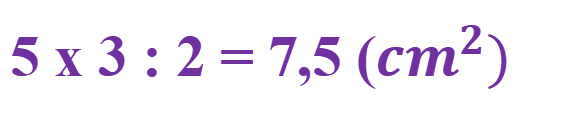 5 x 3 : 2 = 7,5 (cm²)